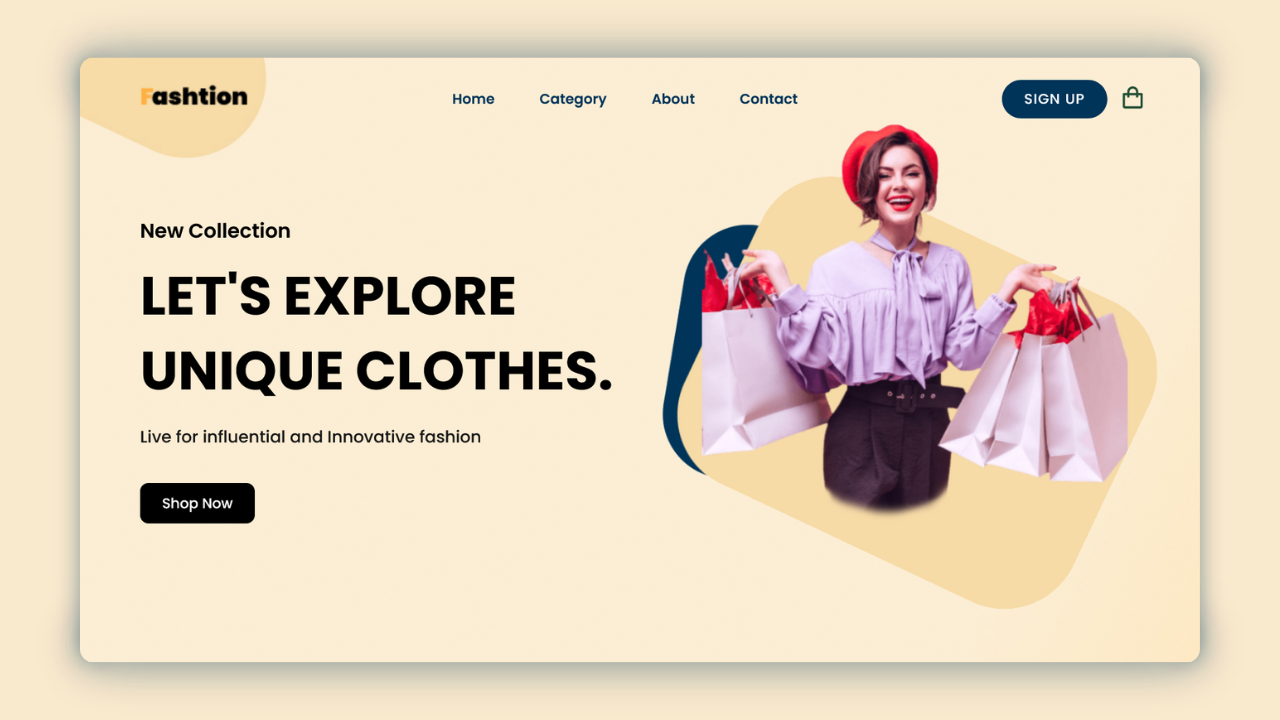 Fashtion
Home Category About Contact
SIGN UP
New Collection
LET'S EXPLORE
UNIQUE CLOTHES.
Live for influential and Innovative fashion
Shop Now